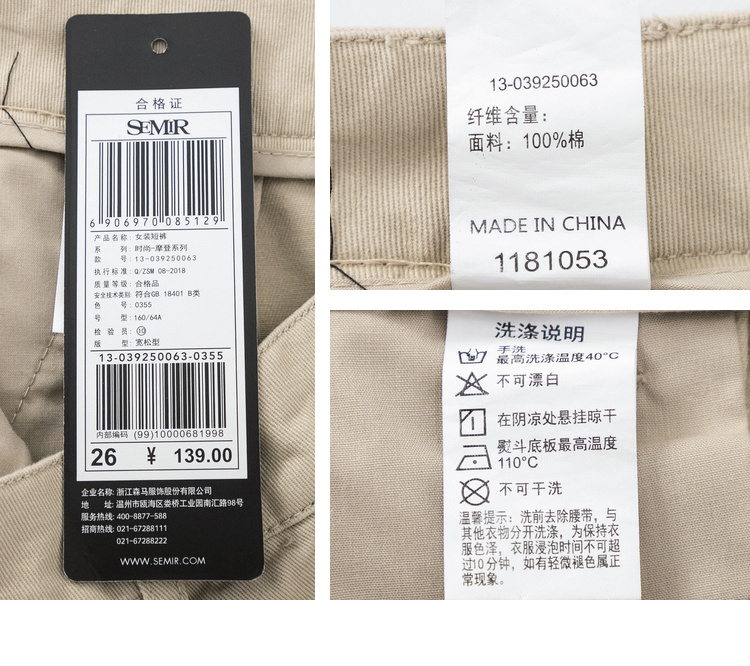 合格证
SEMIR
6 906970 085129
产品名称: 女装短裤
系 列: 时尚-摩登系列
款 号: 13-039250063
执行标准: Q/ZSM 08-2018
质量等级: 合格品
安全技术类别: 符合GB 18401 B类
色 号: 0355
号 型: 160/64A
检 验 员: ⑩
版 型: 宽松型
13-039250063-0355
内部编码 (99)10000681998
26 ¥ 139.00
企业名称: 浙江森马服饰股份有限公司
地 址: 温州市瓯海区娄桥工业园南汇路98号
服务热线: 400-8877-588
招商热线: 021-67288111
021-67288222
WWW.SEMIR.COM
13-039250063
纤维含量:
面料: 100%棉
MADE IN CHINA
1181053
洗涤说明
手洗
最高洗涤温度40°C
不可漂白
在阴凉处悬挂晾干
熨斗底板最高温度
110°C
不可干洗
温馨提示: 洗前去除腰带, 与
其他衣物分开洗涤, 为保持衣
服色泽, 衣服浸泡时间不可超
过10分钟, 如有轻微褪色属正
常现象.